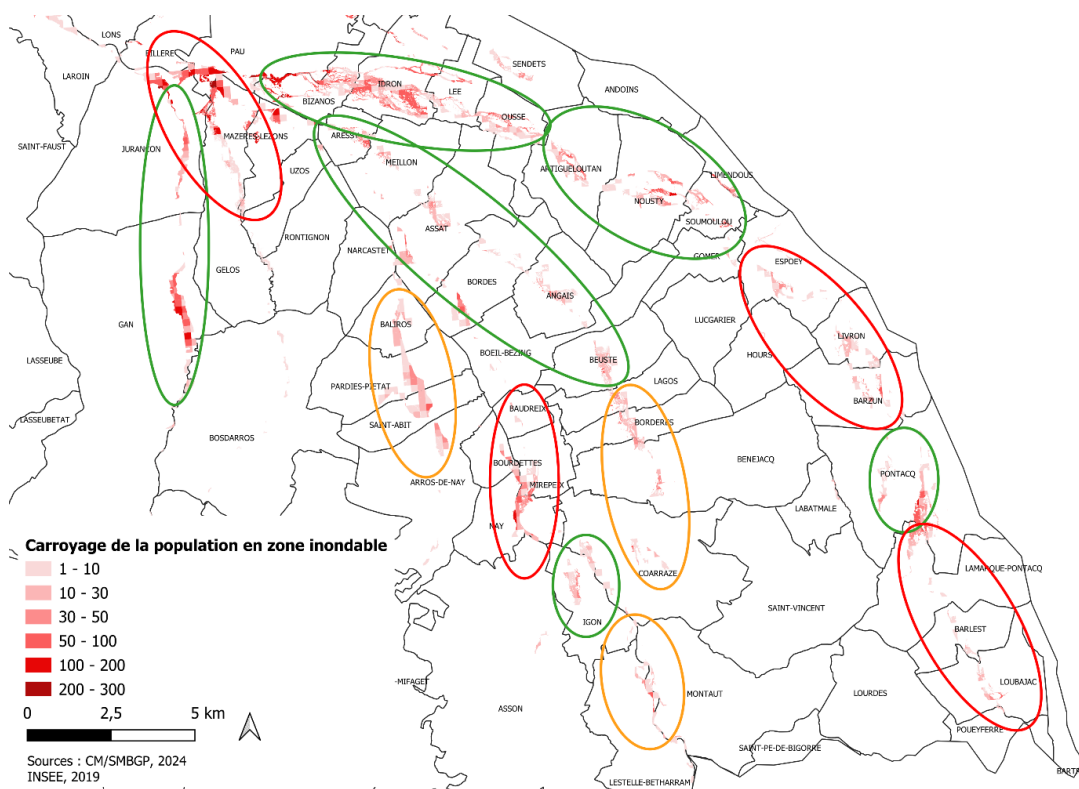 LONS
BILLERE
PAU
LAROIN
SENDETS
IDRON
LEE
ANDOINS
BIZANOS
OUSSE
SAINT-FAUST
JURANÇON
MAZERES-LEZONS
ARESSY
MEILLON
ARTIGUELOUTAN
LIMENDOUS
UZOS
NOUSTY
SOUMOULOU
RONTIGNON
ASSAT
NARCASTET
GOMER
ESPOEY
GELOS
BORDES
ANGAIS
GAN
BALIROS
LUCGARIER
LIVRON
LASSEUBE
BOEIL-BEZING
HOURS
BEUSTE
PARDIES-PIETAT
LAGOS
BARZUN
LASSEUBETAT
SAINT-ABIT
BAUDREIX
BORDERES
BOSDARROS
BENEJACQ
BOURDETTES
PONTACQ
ARROS-DE-NAY
MIREPEIX
LABATMALE
NAY
COARRAZE
LAMARQUE-PONTACQ
SAINT-VINCENT
IGON
BARLEST
-MIFAGET
MONTAUT
LOURDES
LOUBAJAC
ASSON
POUEYFERRE
SAINT-PE-DE-BIGORRE
LESTELLE-BETHARRAM
Carroyage de la population en zone inondable
1 - 10
10 - 30
30 - 50
50 - 100
100 - 200
200 - 300
0 2,5 5 km
Sources : CM/SMBGP, 2024
INSEE, 2019